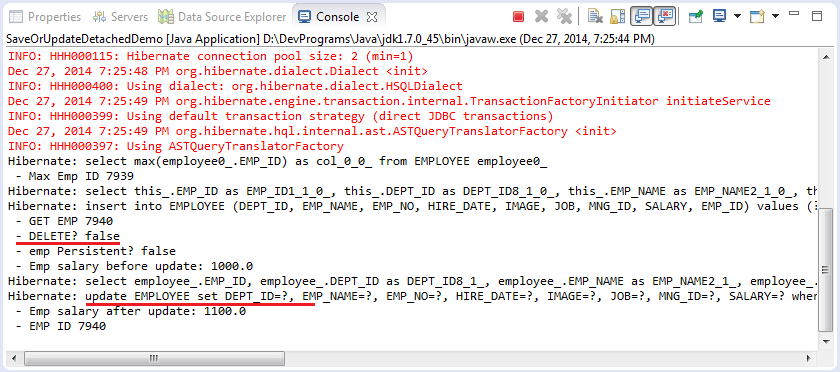 Search Servers Data Source Explorer Console
SaveOrUpdateDetachedDemo [Java Application] D:\DevPrograms\Java\jdk1.7.0_45\bin\javaw.exe (Dec 27, 2014, 7:25:44 PM)
INFO: HHH000115: Hibernate connection pool size: 2 (min=1)
Dec 27, 2014 7:25:48 PM org.hibernate.dialect.Dialect <init>
INFO: HHH000400: Using dialect: org.hibernate.dialect.HSQLDialect
Dec 27, 2014 7:25:49 PM org.hibernate.engine.transaction.internal.TransactionFactoryInitiator initiateService
INFO: HHH000399: Using default transaction strategy (direct JDBC transactions)
Dec 27, 2014 7:25:49 PM org.hibernate.hql.internal.ast.ASTQueryTranslatorFactory <init>
INFO: HHH000397: Using ASTQueryTranslatorFactory
Hibernate: select max(employee0_.EMP_ID) as col_0_0_ from EMPLOYEE employee0_
- Max Emp ID 7939
Hibernate: select this_.EMP_ID as EMP_ID1_1_0_, this_.DEPT_ID as DEPT_ID8_1_0_, this_.EMP_NAME as EMP_NAME2_1_0_, th
Hibernate: insert into EMPLOYEE (DEPT_ID, EMP_NAME, EMP_NO, HIRE_DATE, IMAGE, JOB, MNG_ID, SALARY, EMP_ID) values (?
- GET EMP 7940
- DELETE? false
- emp Persistent? false
- Emp salary before update: 1000.0
Hibernate: select employee_.EMP_ID, employee_.DEPT_ID as DEPT_ID8_1_, employee_.EMP_NAME as EMP_NAME2_1_, employee_.
Hibernate: update EMPLOYEE set DEPT_ID=?, EMP_NAME=?, EMP_NO=?, HIRE_DATE=?, IMAGE=?, JOB=?, MNG_ID=?, SALARY=? wher
- Emp salary after update: 1100.0
- EMP ID 7940